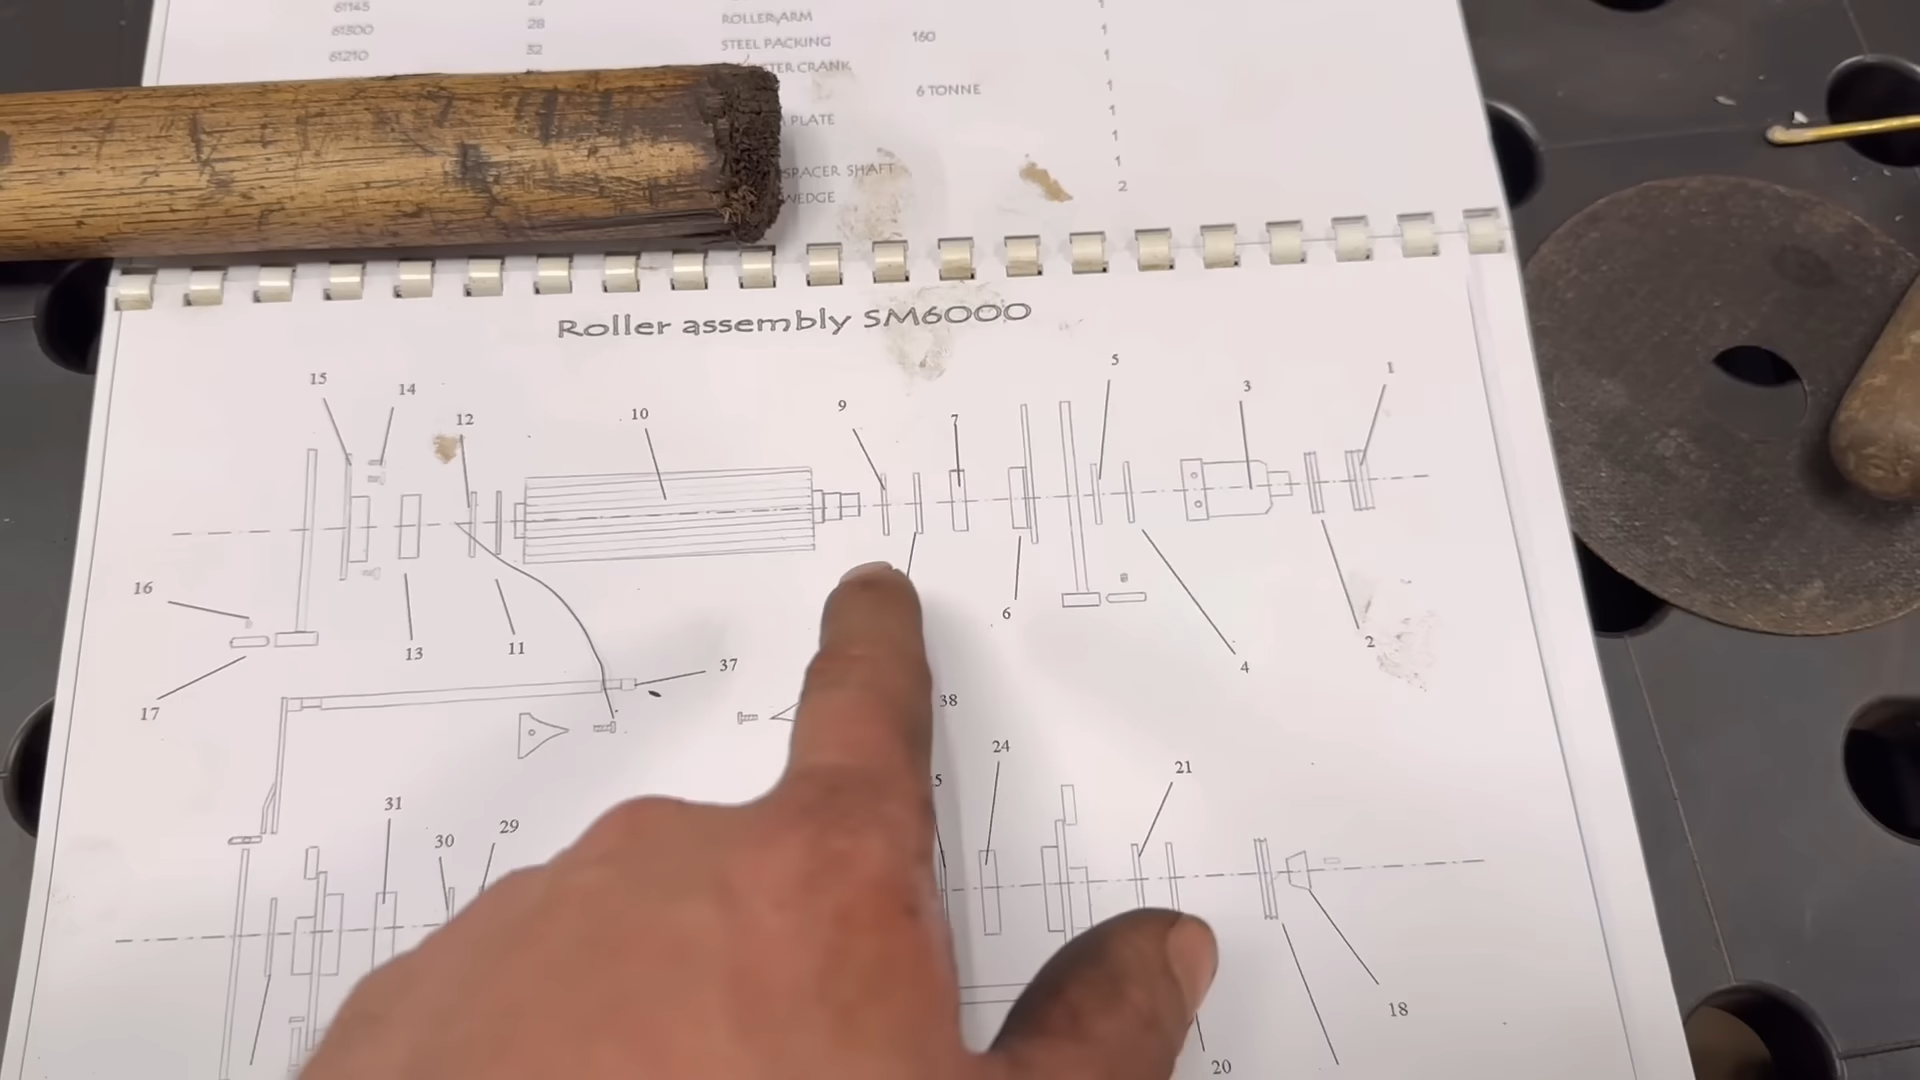 61145 27 1
61300 28 ROLLER ARM 160 1
61210 32 STEEL PACKING 1
CRANK 6 TONNE 1
PLATE 1
1
SPACER SHAFT 1
WEDGE 2
Roller assembly SM6000
15 14 12 10 9 7 5 3 1
16 13 11 6 4 2
17 37 38
31 30 29 24 21
18
20